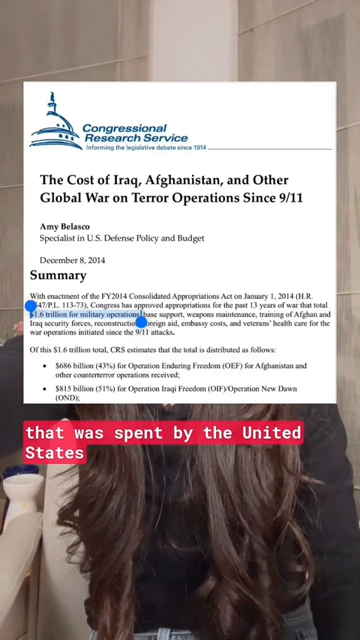 Congressional
Research Service
Informing the legislative debate since 1914
The Cost of Iraq, Afghanistan, and Other
Global War on Terror Operations Since 9/11
Amy Belasco
Specialist in U.S. Defense Policy and Budget
December 8, 2014
Summary
With enactment of the FY2014 Consolidated Appropriations Act on January 1, 2014 (H.R.
547/P.L. 113-73), Congress has approved appropriations for the past 13 years of war that total
$1.6 trillion for military operations, base support, weapons maintenance, training of Afghan and
Iraq security forces, reconstruction, foreign aid, embassy costs, and veterans' health care for the
war operations initiated since the 9/11 attacks.
Of this $1.6 trillion total, CRS estimates that the total is distributed as follows:
• $686 billion (43%) for Operation Enduring Freedom (OEF) for Afghanistan and
other counterterror operations received;
• $815 billion (51%) for Operation Iraqi Freedom (OIF)/Operation New Dawn
(OND);
that was spent by the United
States